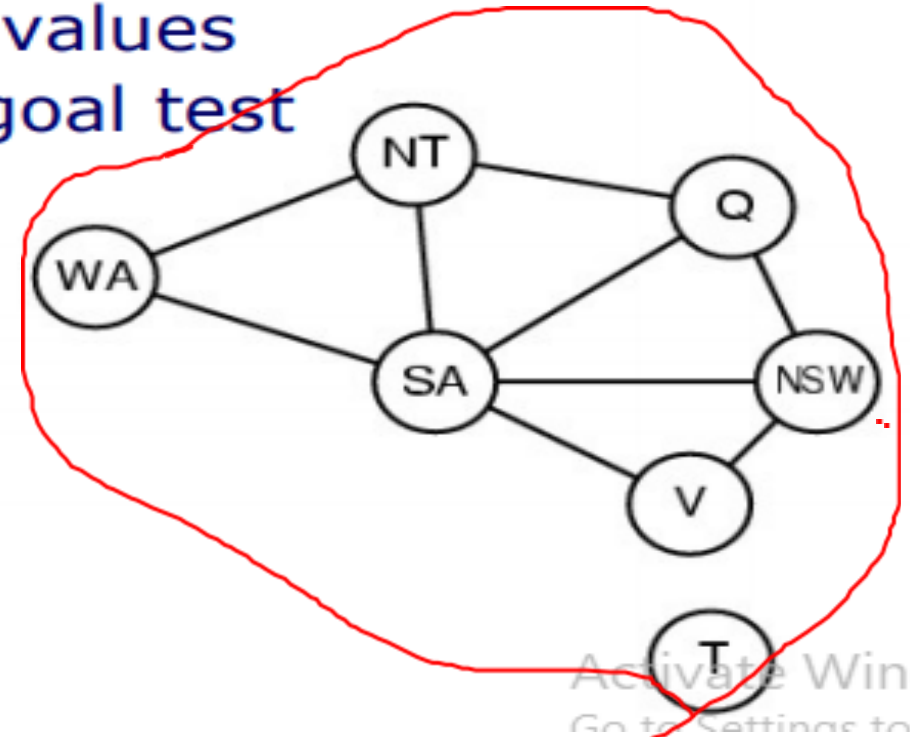 values
goal test
NT
Q
WA
SA
NSW
V
T
Activate Win
Go to Settings to